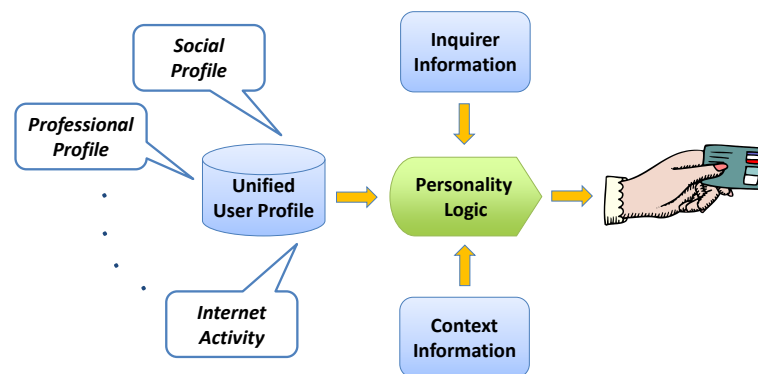 Social
Profile
Inquirer
Information
Professional
Profile
Unified
User Profile
Personality
Logic
Internet
Activity
Context
Information